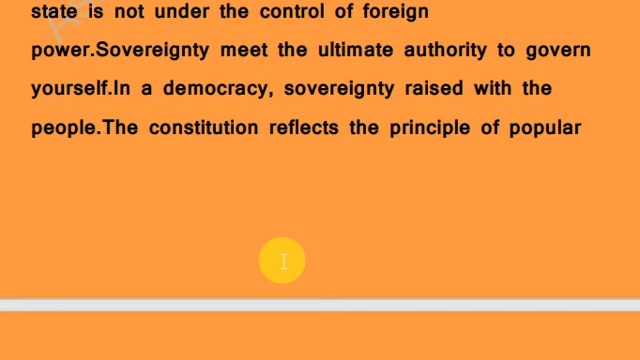 state is not under the control of foreign
power.Sovereignty meet the ultimate authority to govern
yourself.In a democracy, sovereignty raised with the
people.The constitution reflects the principle of popular